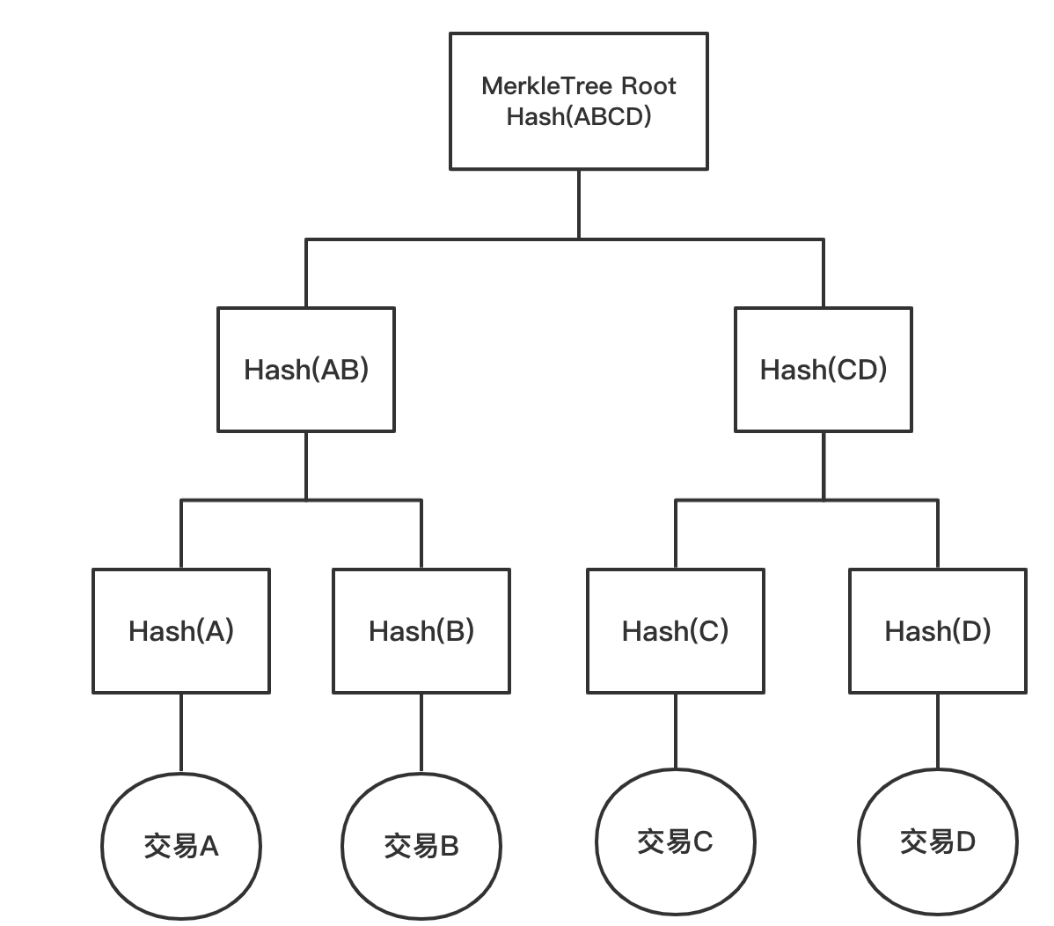 MerkleTree Root
Hash(ABCD)
Hash(AB)
Hash(CD)
Hash(A)
Hash(B)
Hash(C)
Hash(D)
交易A
交易B
交易C
交易D